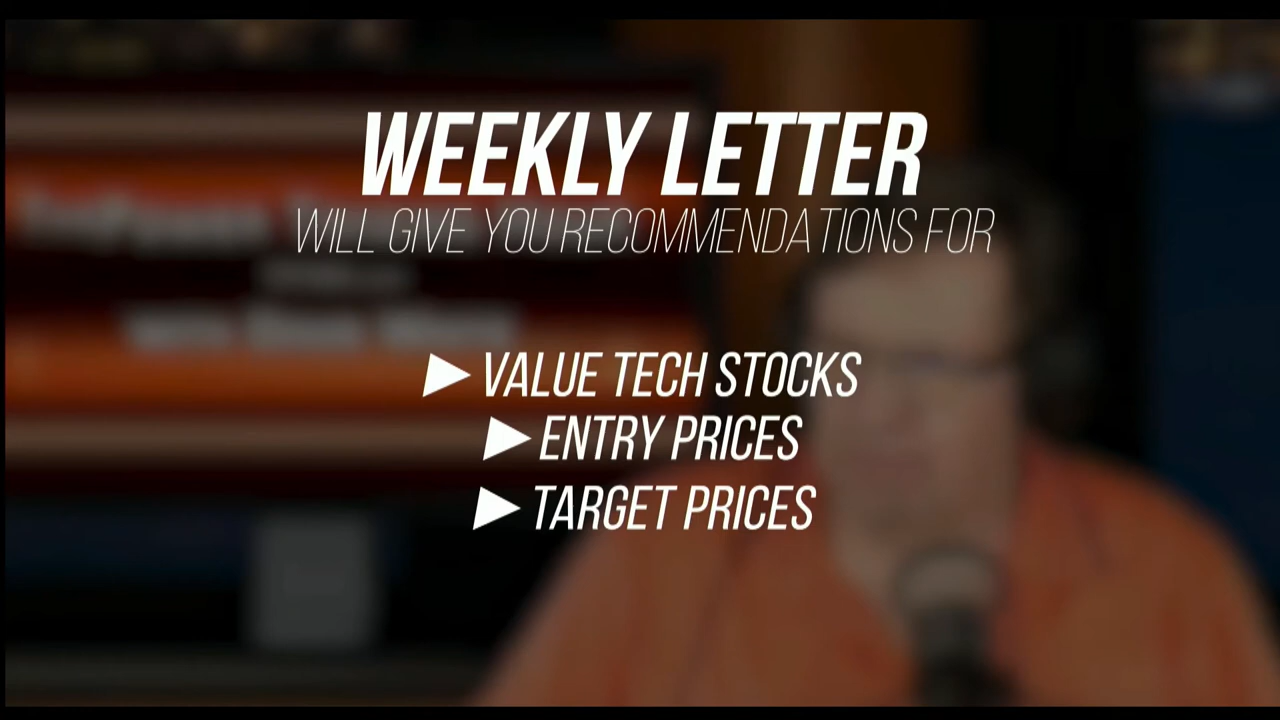 WEEKLY LETTER
WILL GIVE YOU RECOMMENDATIONS FOR
▶ VALUE TECH STOCKS
▶ ENTRY PRICES
▶ TARGET PRICES